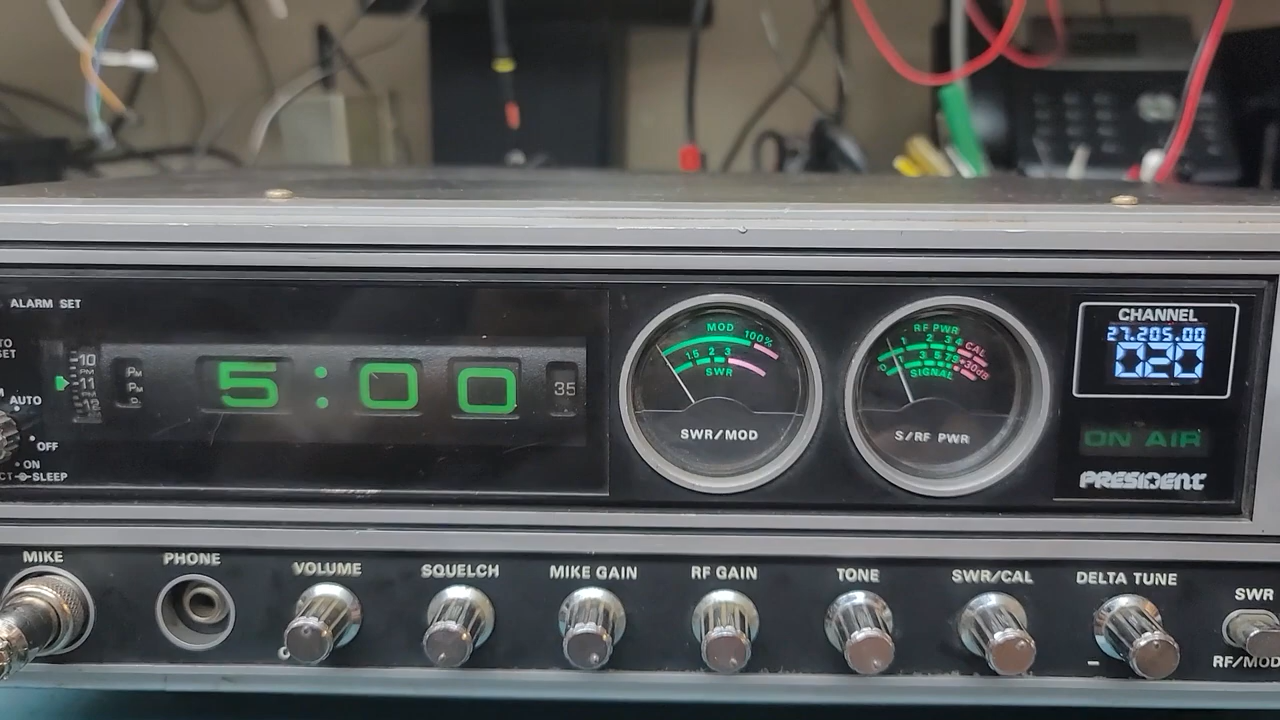 ALARM SET
AUTO
OFF
ON
SLEEP
10
PM
11
12
PM
PM
5:00
35
MOD 100%
1.5 2 3
SWR
SWR/MOD
RF PWR
1 2 3 4 CAL
0 1 3 5 7 9 +30dB
SIGNAL
S/RF PWR
CHANNEL
27.205.00
020
ON AIR
PRESIDENT
MIKE
PHONE
VOLUME
SQUELCH
MIKE GAIN
RF GAIN
TONE
SWR/CAL
DELTA TUNE
SWR
RF/MOD